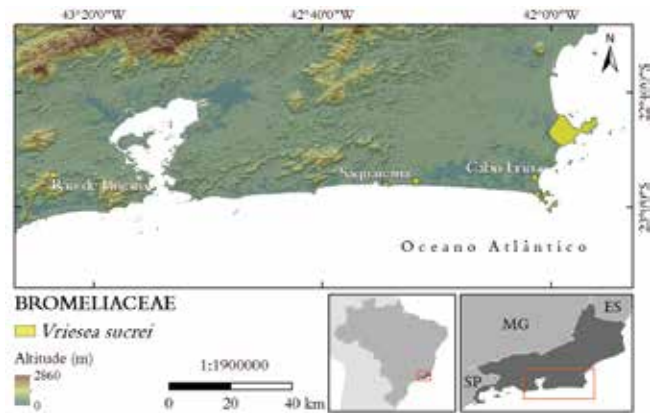 43°20'0"W 42°40'0"W 42°0'0"W
N
22°40'0"S
Rio de Janeiro Saquarema Cabo Frio
23°0'0"S
Oceano Atlântico
BROMELIACEAE
Vriesea sucrei
Altitude (m)
2860
0
1:1900000
0 20 40 km
MG
ES
SP